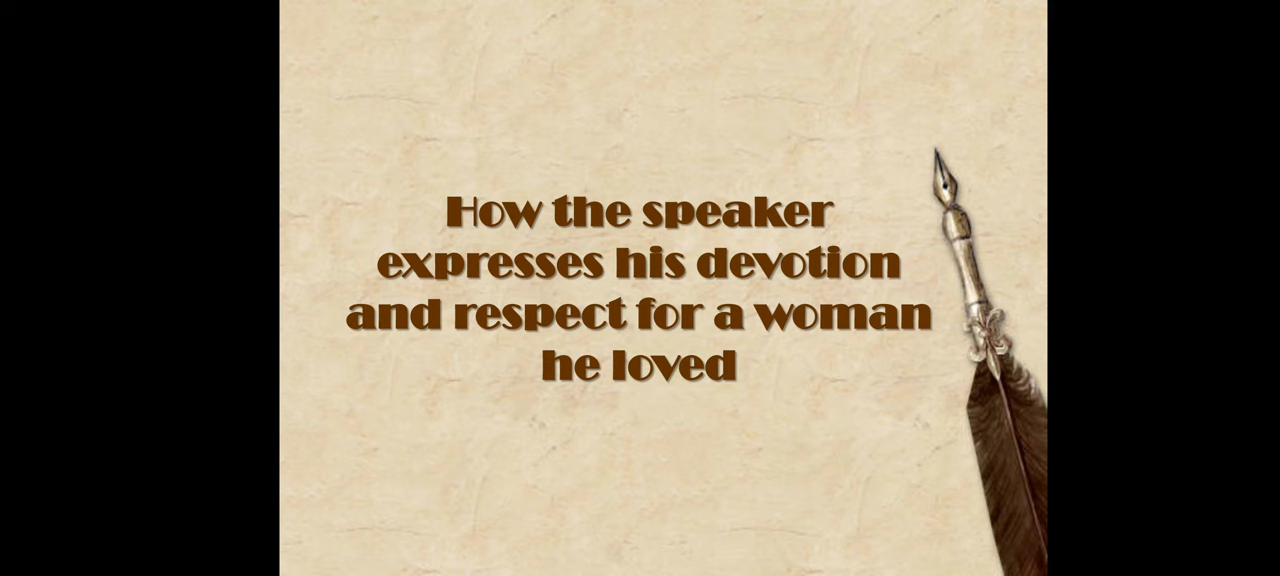 How the speaker
expresses his devotion
and respect for a woman
he loved